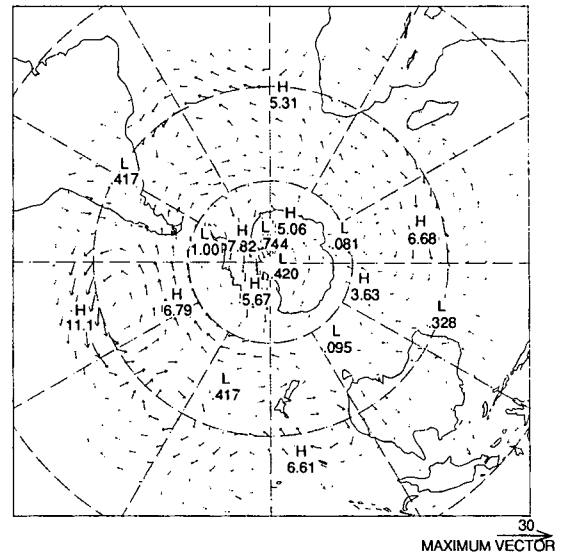 H
5.31
L
.417
H
5.06
L
.744
H
7.82
L
1.00
L
.081
H
6.68
L
.420
H
5.67
H
3.63
H
6.79
H
11.1
L
.328
L
.095
L
.417
H
6.61
30
MAXIMUM VECTOR